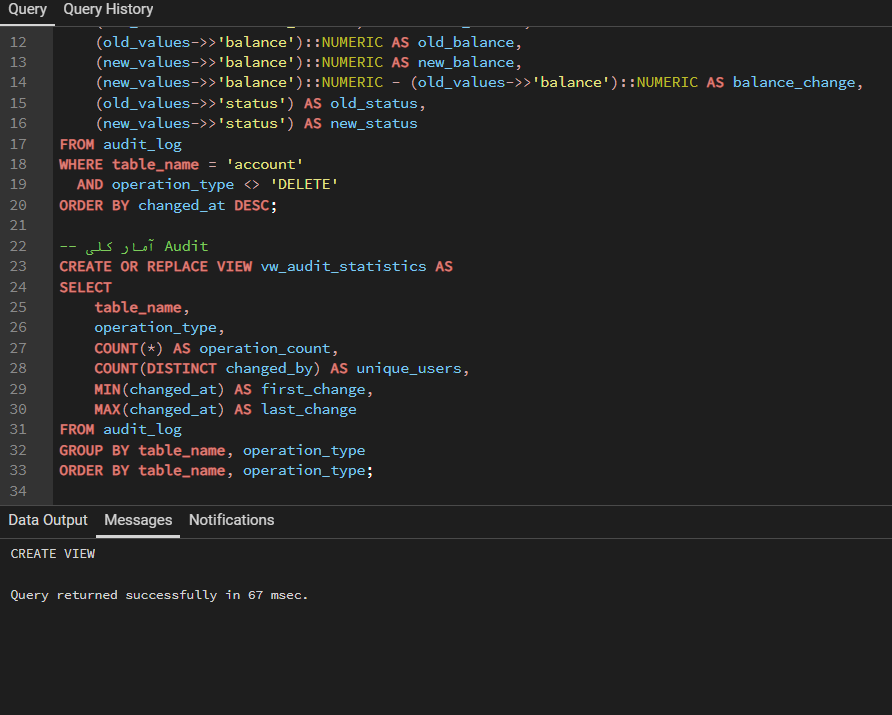 Query Query History
12 (old_values->>'balance')::NUMERIC AS old_balance,
13 (new_values->>'balance')::NUMERIC AS new_balance,
14 (new_values->>'balance')::NUMERIC - (old_values->>'balance')::NUMERIC AS balance_change,
15 (old_values->>'status') AS old_status,
16 (new_values->>'status') AS new_status
17 FROM audit_log
18 WHERE table_name = 'account'
19 AND operation_type <> 'DELETE'
20 ORDER BY changed_at DESC;
21
22 -- آمار کلی Audit
23 CREATE OR REPLACE VIEW vw_audit_statistics AS
24 SELECT
25 table_name,
26 operation_type,
27 COUNT(*) AS operation_count,
28 COUNT(DISTINCT changed_by) AS unique_users,
29 MIN(changed_at) AS first_change,
30 MAX(changed_at) AS last_change
31 FROM audit_log
32 GROUP BY table_name, operation_type
33 ORDER BY table_name, operation_type;
34
Data Output Messages Notifications
CREATE VIEW
Query returned successfully in 67 msec.